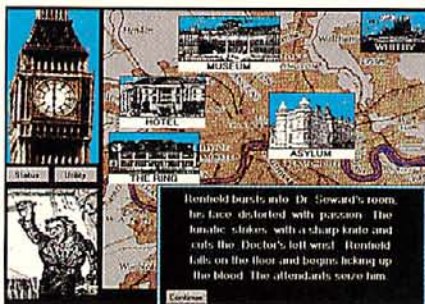 MUSEUM
WHITBY
HOTEL
THE RING
ASYLUM
Status Utility
Renfield bursts into Dr. Seward's room,
his face distorted with passion. The
lunatic strikes with a sharp knife and
cuts the Doctor's left wrist. Renfield
falls on the floor and begins licking up
the blood. The attendants seize him.
Continue